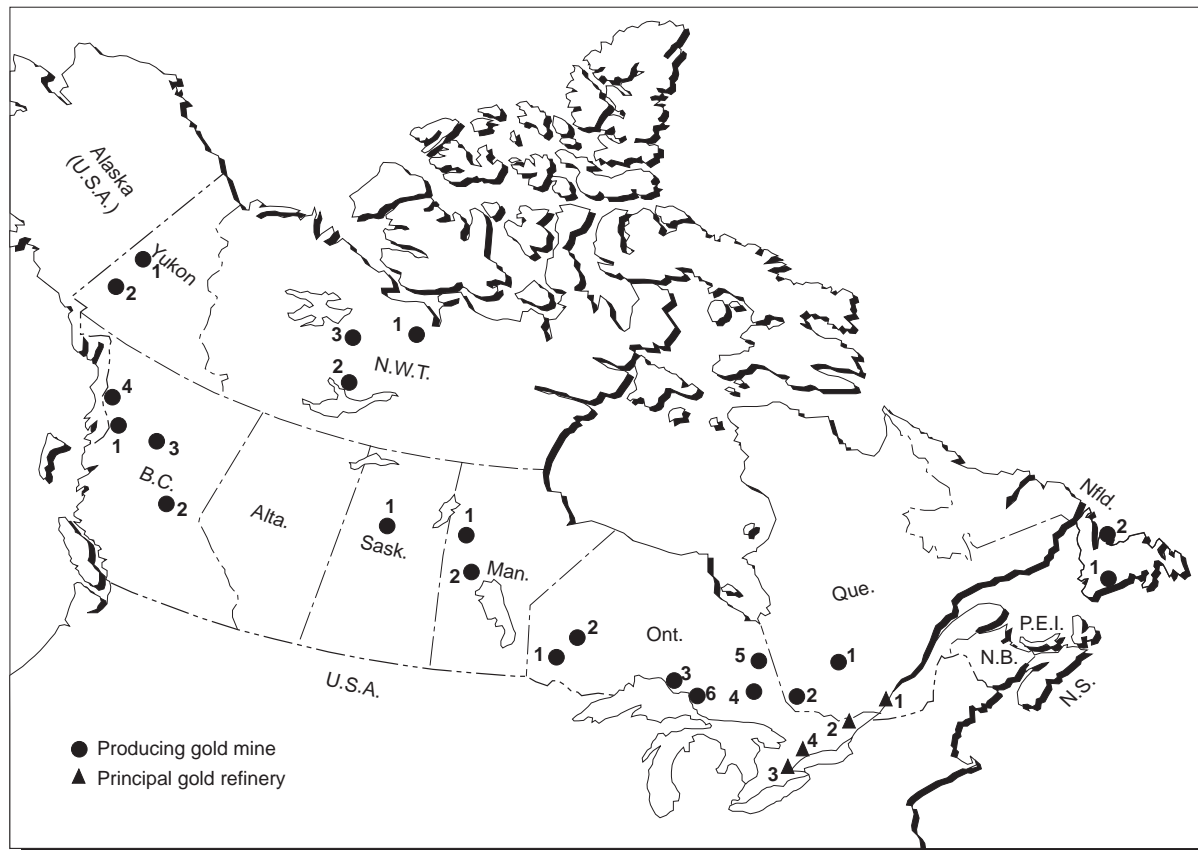 Alaska
(U.S.A.)
Yukon
1
2
3
1
2
N.W.T.
4
1
3
B.C.
2
Alta.
1
Sask.
1
2
Man.
Nfld.
2
1
Que.
P.E.I.
N.B.
N.S.
Ont.
2
1
3
6
5
4
1
2
U.S.A.
1
2
4
3
Producing gold mine
Principal gold refinery